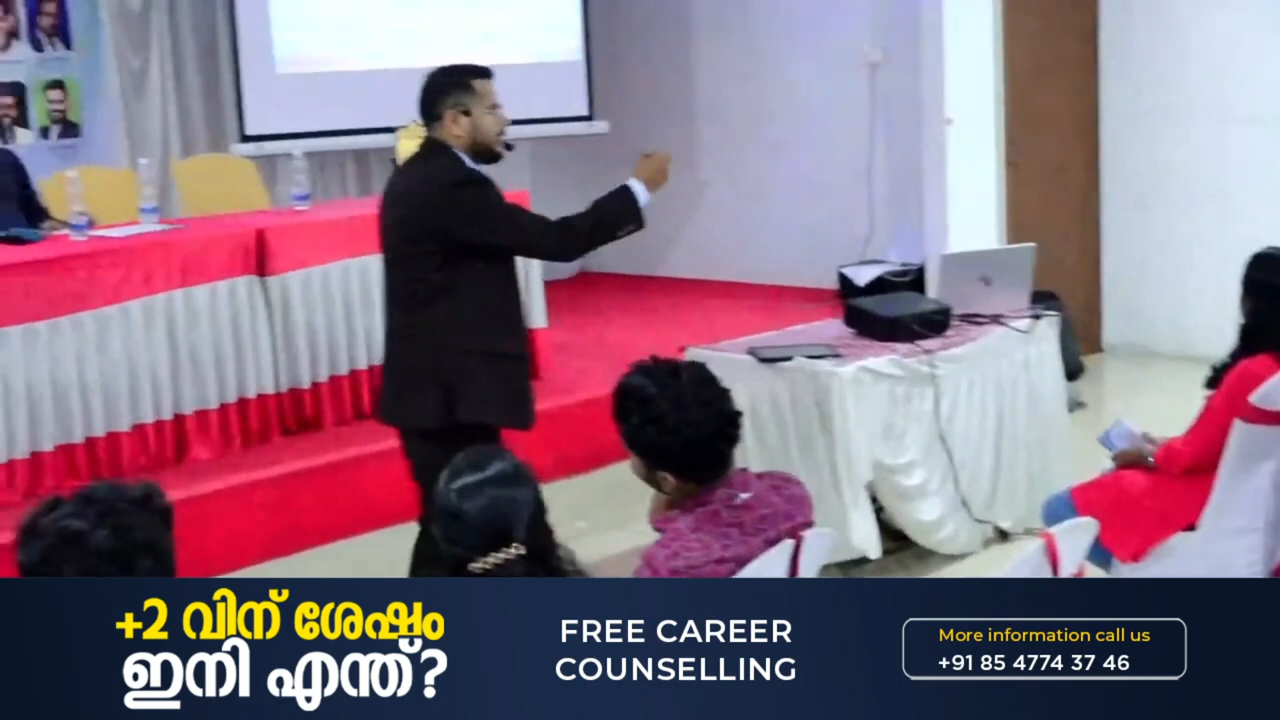 +2 വിന് ശേഷം
ഇനി എന്ത്?
FREE CAREER
COUNSELLING
More information call us
+91 85 4774 37 46